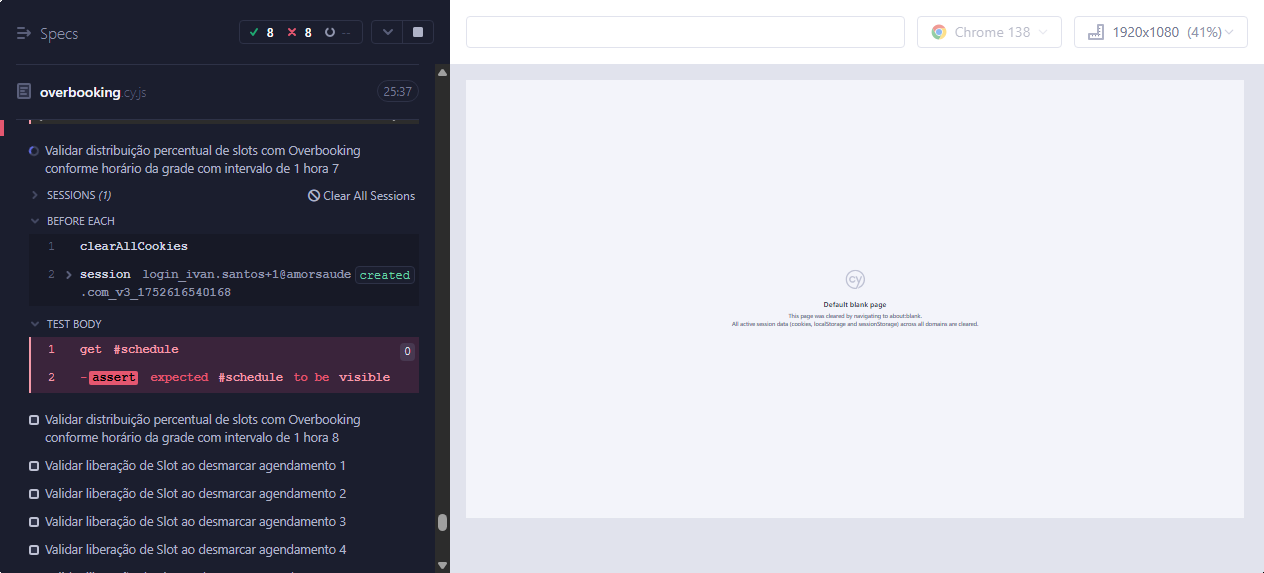 Specs
8 8 --
Chrome 138
1920x1080 (41%)
overbooking.cy.js
25:37
Validar distribuição percentual de slots com Overbooking
conforme horário da grade com intervalo de 1 hora 7
SESSIONS (1)
Clear All Sessions
BEFORE EACH
1 clearAllCookies
2 session login_ivan.santos+1@amorsaude created
.com_v3_1752616540168
TEST BODY
1 get #schedule 0
2 -assert expected #schedule to be visible
Validar distribuição percentual de slots com Overbooking
conforme horário da grade com intervalo de 1 hora 8
Validar liberação de Slot ao desmarcar agendamento 1
Validar liberação de Slot ao desmarcar agendamento 2
Validar liberação de Slot ao desmarcar agendamento 3
Validar liberação de Slot ao desmarcar agendamento 4
cy
Default blank page
This page was cleared by navigating to about:blank.
All active session data (cookies, localStorage and sessionStorage) across all domains are cleared.